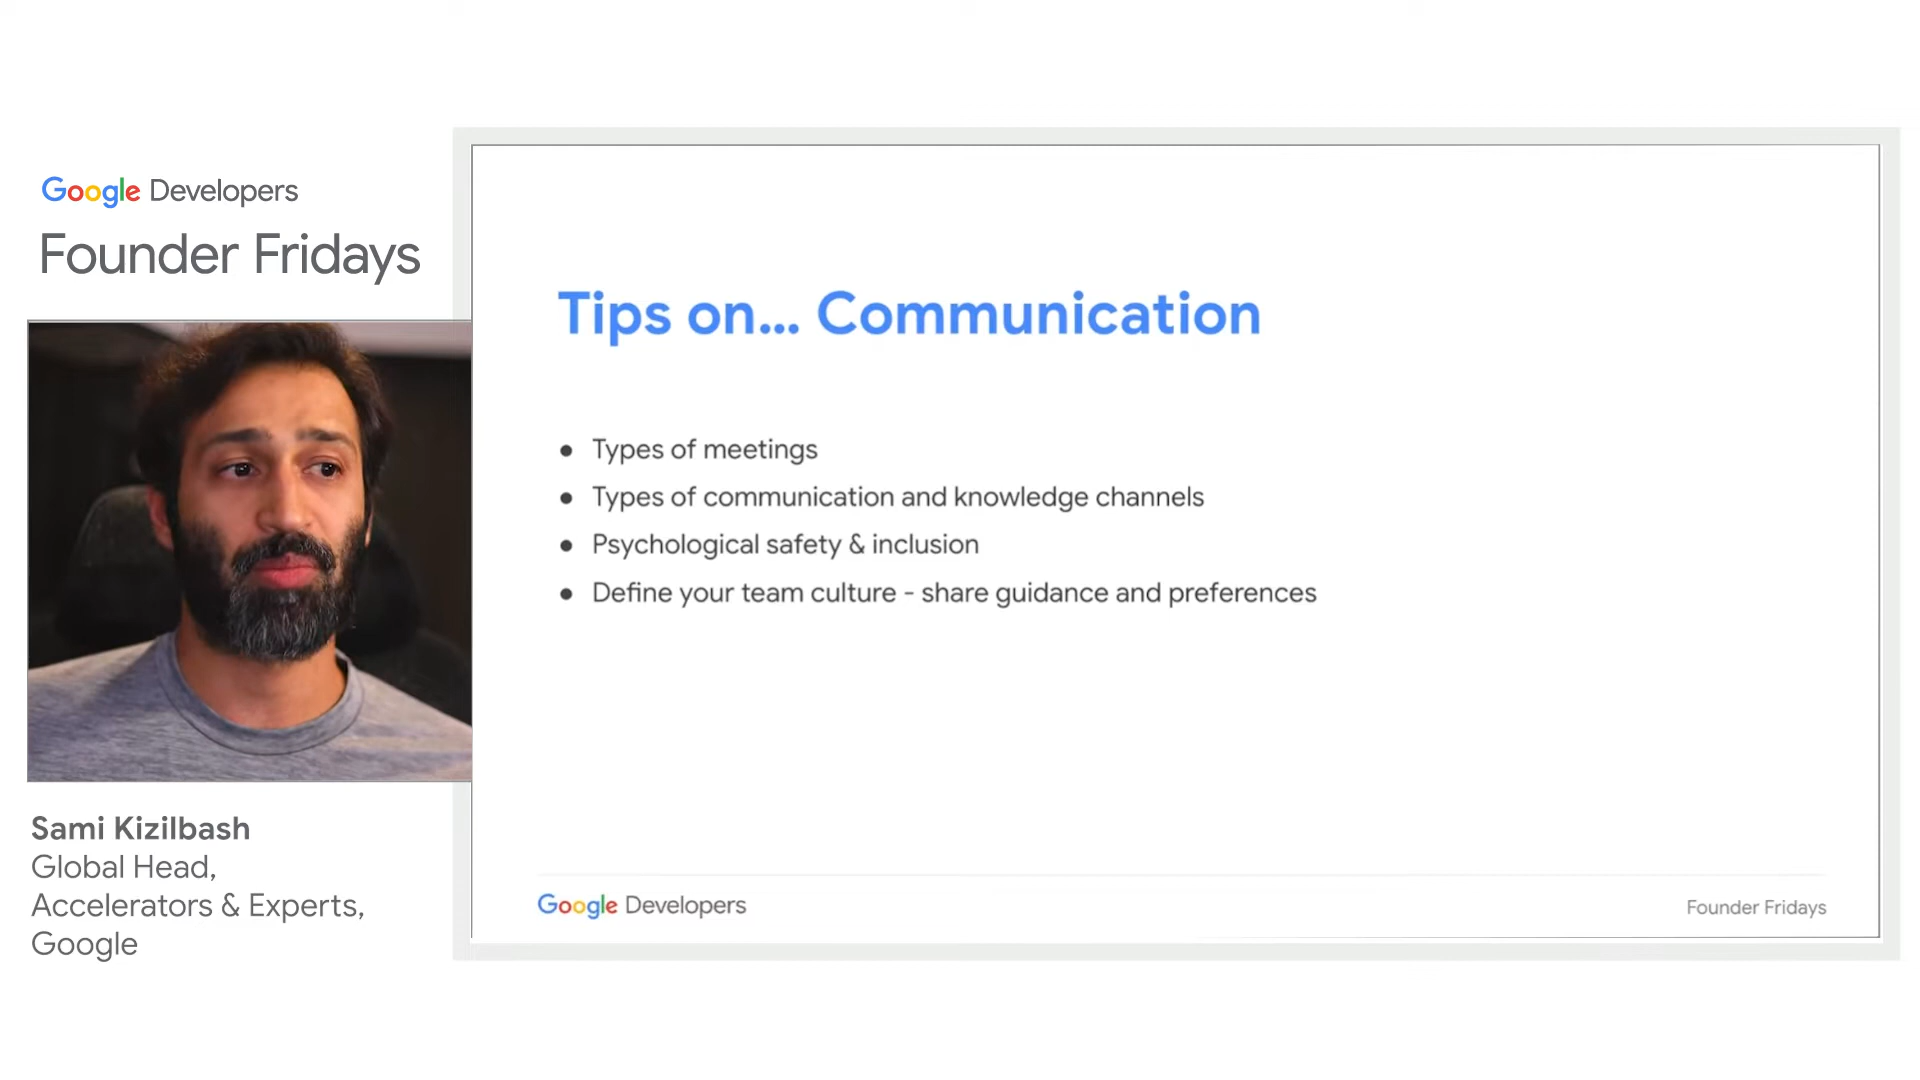 Google Developers
Founder Fridays
Sami Kizilbash
Global Head,
Accelerators & Experts,
Google
Tips on... Communication
● Types of meetings
● Types of communication and knowledge channels
● Psychological safety & inclusion
● Define your team culture - share guidance and preferences
Google Developers
Founder Fridays